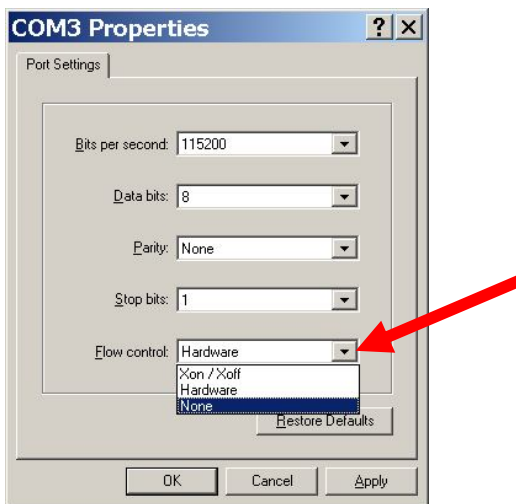 COM3 Properties
Port Settings
Bits per second: 115200
Data bits: 8
Parity: None
Stop bits: 1
Flow control: Hardware
Xon / Xoff
Hardware
None
Restore Defaults
OK Cancel Apply